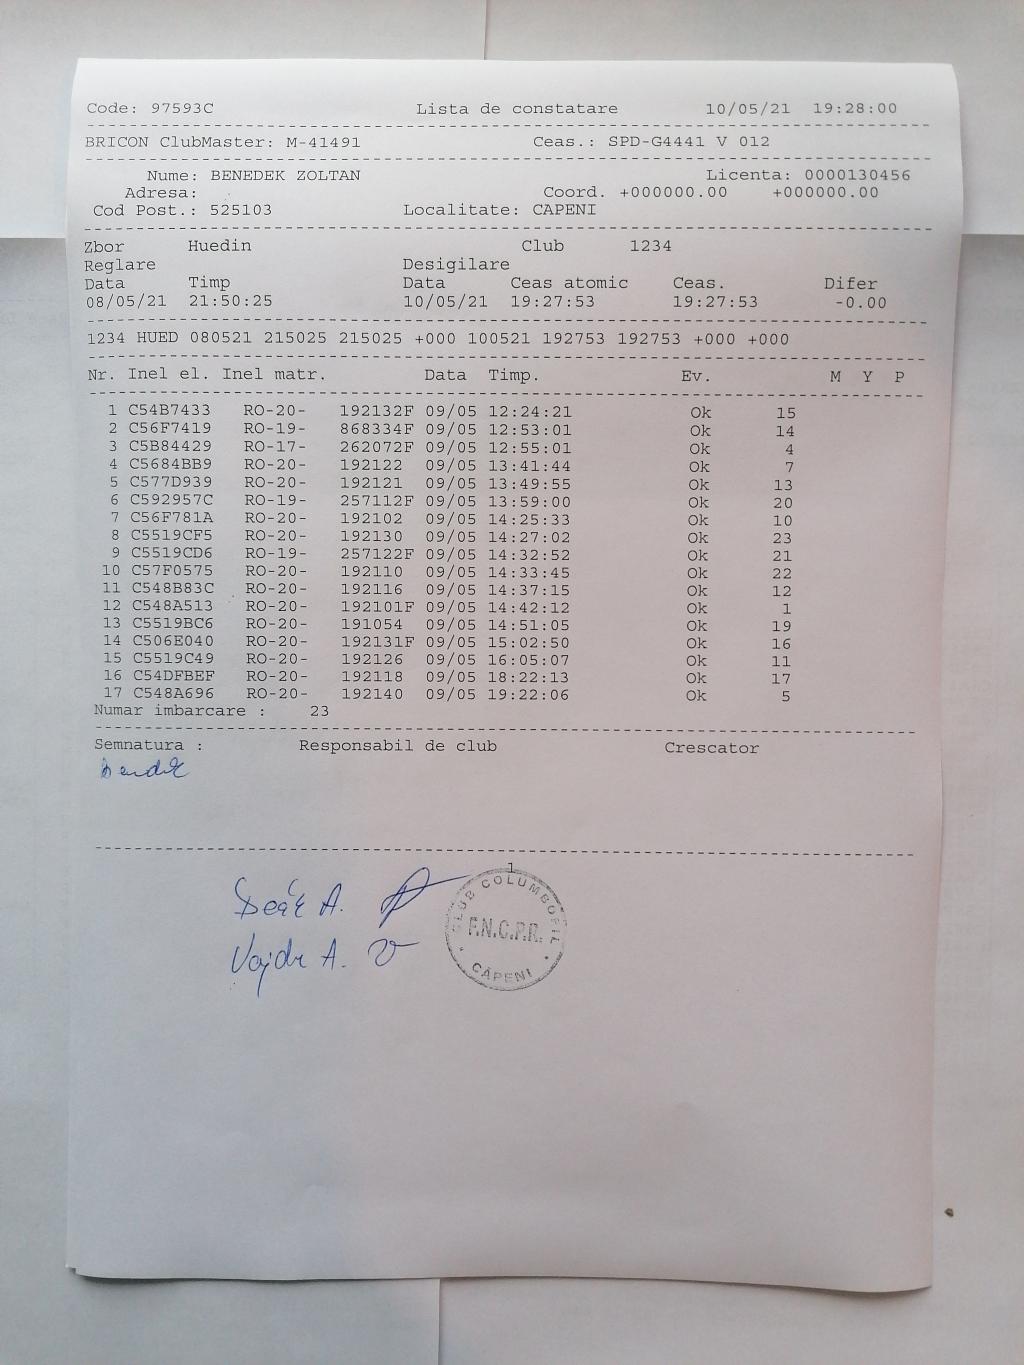 Code: 97593C Lista de constatare 10/05/21 19:28:00
BRICON ClubMaster: M-41491 Ceas.: SPD-G4441 V 012
Nume: BENEDEK ZOLTAN Licenta: 0000130456
Adresa: Coord. +000000.00 +000000.00
Cod Post.: 525103 Localitate: CAPENI
Zbor Huedin Club 1234
Reglare Desigilare
Data Timp Data Ceas atomic Ceas. Difer
08/05/21 21:50:25 10/05/21 19:27:53 19:27:53 -0.00
1234 HUED 080521 215025 215025 +000 100521 192753 192753 +000 +000
Nr. Inel el. Inel matr. Data Timp. Ev. M Y P
1 C54B7433 RO-20- 192132F 09/05 12:24:21 Ok 15
2 C56F7419 RO-19- 868334F 09/05 12:53:01 Ok 14
3 C5B84429 RO-17- 262072F 09/05 12:55:01 Ok 4
4 C5684BB9 RO-20- 192122 09/05 13:41:44 Ok 7
5 C577D939 RO-20- 192121 09/05 13:49:55 Ok 13
6 C592957C RO-19- 257112F 09/05 13:59:00 Ok 20
7 C56F781A RO-20- 192102 09/05 14:25:33 Ok 10
8 C5519CF5 RO-20- 192130 09/05 14:27:02 Ok 23
9 C5519CD6 RO-19- 257122F 09/05 14:32:52 Ok 21
10 C57F0575 RO-20- 192110 09/05 14:33:45 Ok 22
11 C548B83C RO-20- 192116 09/05 14:37:15 Ok 12
12 C548A513 RO-20- 192101F 09/05 14:42:12 Ok 1
13 C5519BC6 RO-20- 191054 09/05 14:51:05 Ok 19
14 C506E040 RO-20- 192131F 09/05 15:02:50 Ok 16
15 C5519C49 RO-20- 192126 09/05 16:05:07 Ok 11
16 C54DFBEF RO-20- 192118 09/05 18:22:13 Ok 17
17 C548A696 RO-20- 192140 09/05 19:22:06 Ok 5
Numar imbarcare : 23
Semnatura : Responsabil de club Crescator
Benedek
1
Deák A.
Vajda A.
CLUB COLUMBOFIL
F.N.C.P.R.
CĂPENI